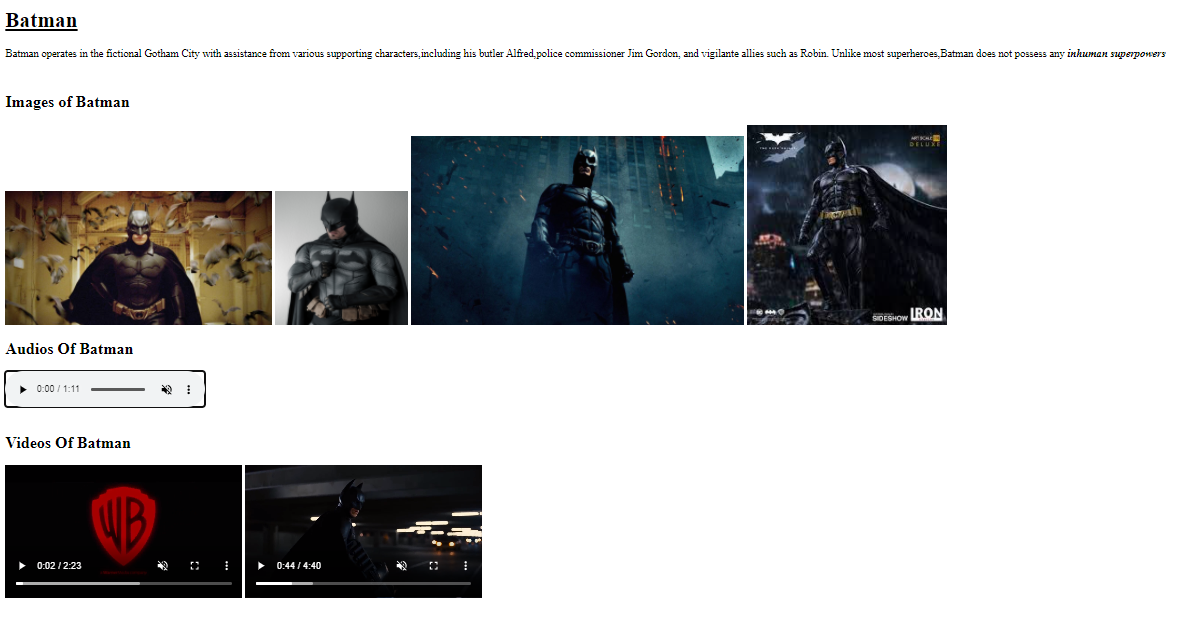 Batman
Batman operates in the fictional Gotham City with assistance from various supporting characters,including his butler Alfred,police commissioner Jim Gordon, and vigilante allies such as Robin. Unlike most superheroes,Batman does not possess any inhuman superpowers
Images of Batman
ART SCALE
DELUXE
SIDESHOW IRON
Audios Of Batman
0:00 / 1:11
Videos Of Batman
WB
0:02 / 2:23
0:44 / 4:40